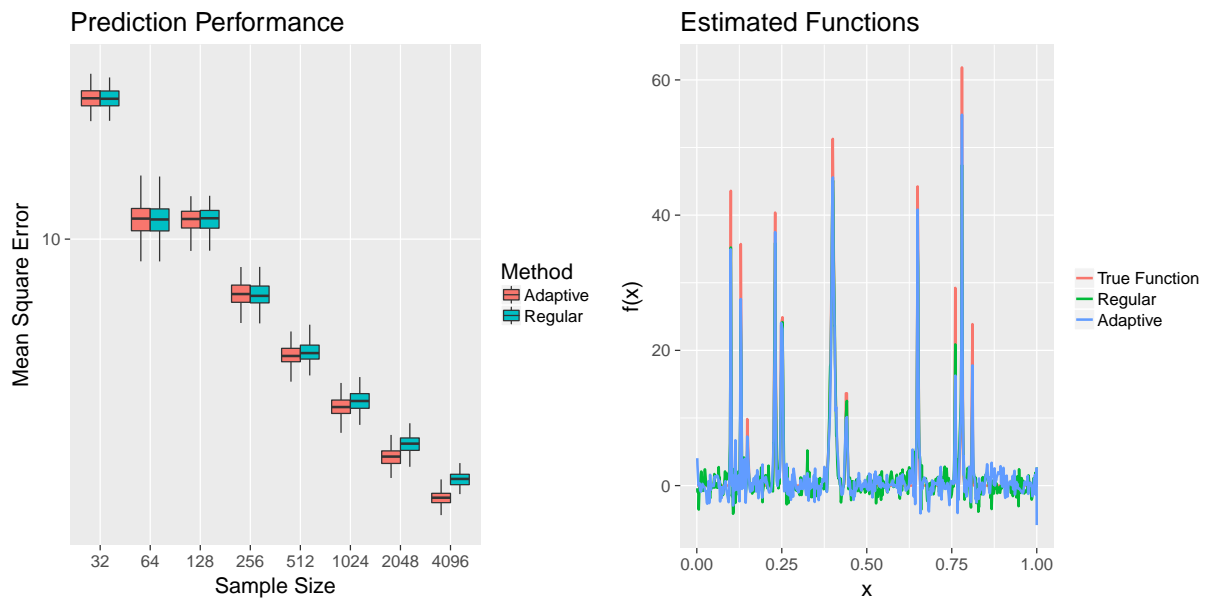 Prediction Performance
Mean Square Error
10
32 64 128 256 512 1024 2048 4096
Sample Size
Method
Adaptive
Regular
Estimated Functions
f(x)
60
40
20
0
0.00 0.25 0.50 0.75 1.00
x
True Function
Regular
Adaptive